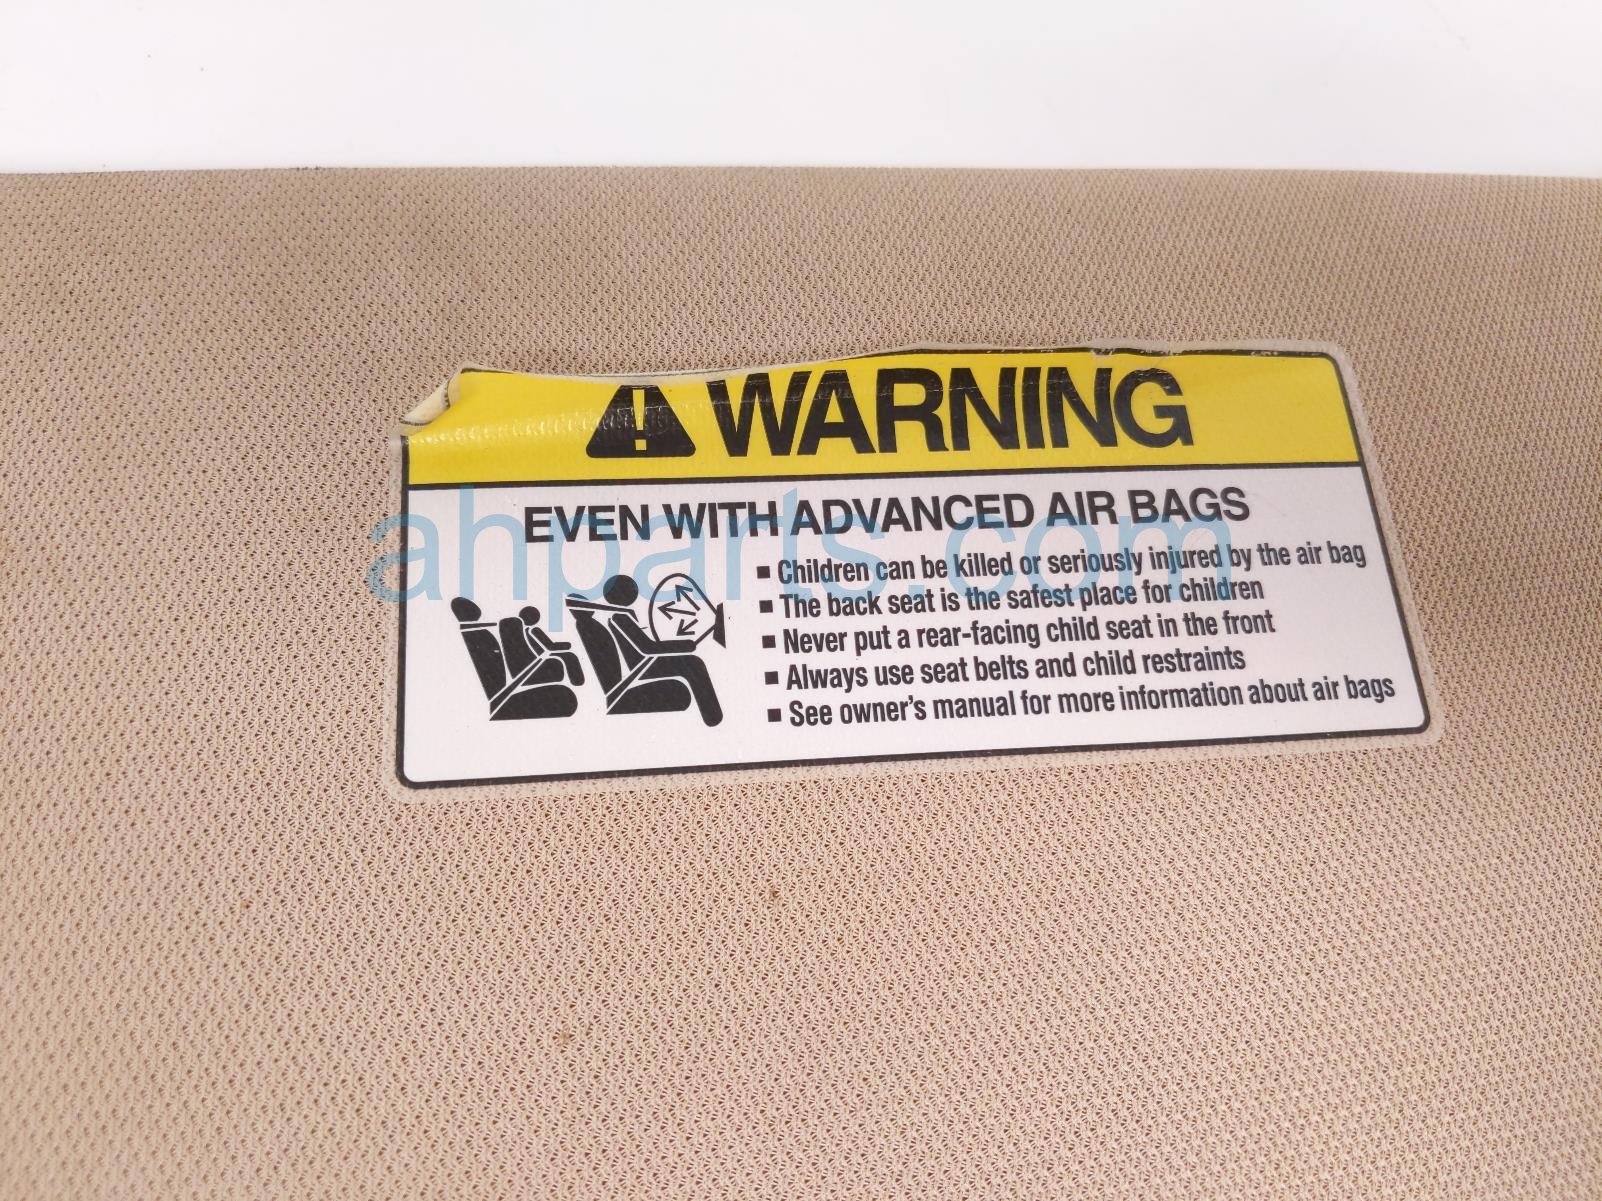 WARNING
EVEN WITH ADVANCED AIR BAGS
▪ Children can be killed or seriously injured by the air bag
▪ The back seat is the safest place for children
▪ Never put a rear-facing child seat in the front
▪ Always use seat belts and child restraints
▪ See owner's manual for more information about air bags
ahparts.com